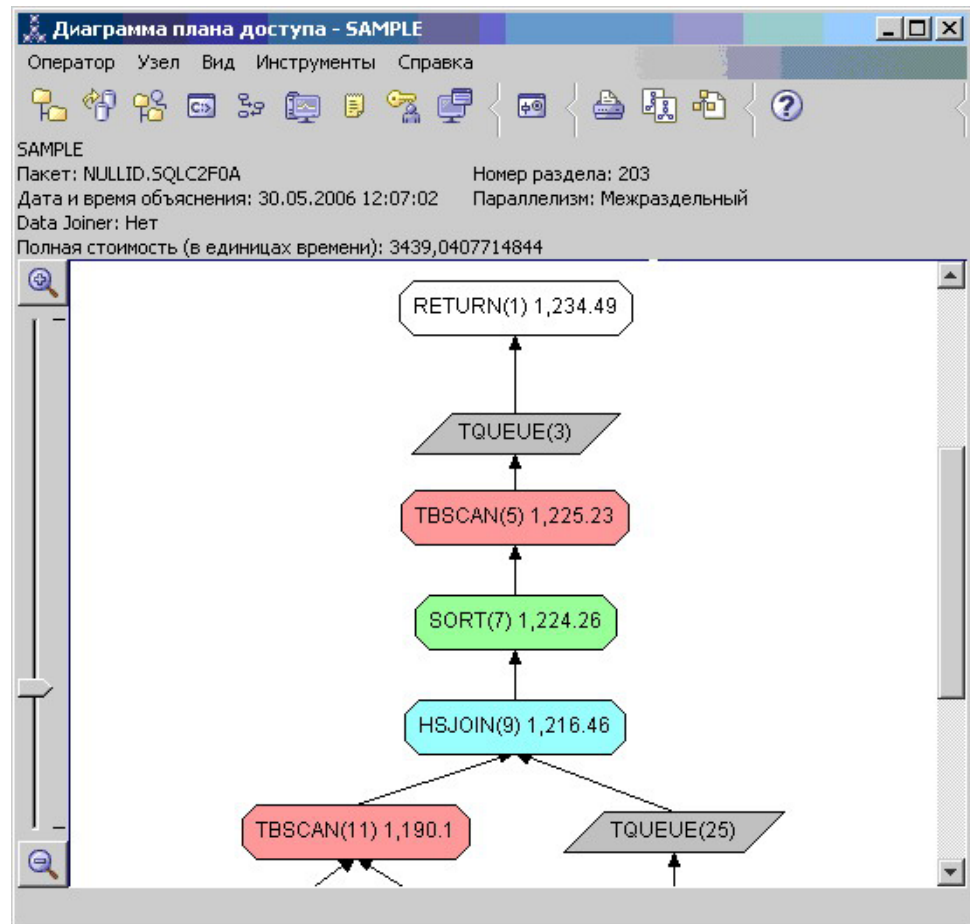 Диаграмма плана доступа - SAMPLE
Оператор Узел Вид Инструменты Справка
SAMPLE
Пакет: NULLID.SQLC2F0A Номер раздела: 203
Дата и время объяснения: 30.05.2006 12:07:02 Параллелизм: Межраздельный
Data Joiner: Нет
Полная стоимость (в единицах времени): 3439,0407714844
RETURN(1) 1,234.49
TQUEUE(3)
TBSCAN(5) 1,225.23
SORT(7) 1,224.26
HSJOIN(9) 1,216.46
TBSCAN(11) 1,190.1 TQUEUE(25)